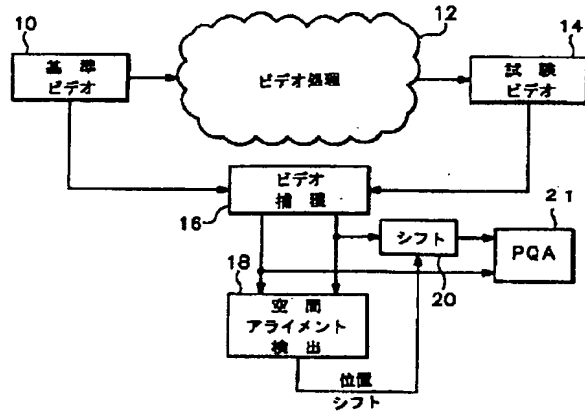 10
基準
ビデオ
12
ビデオ処理
14
試験
ビデオ
16
ビデオ
捕獲
シフト
20
21
PQA
18
空間
アライメント
検出
位置
シフト